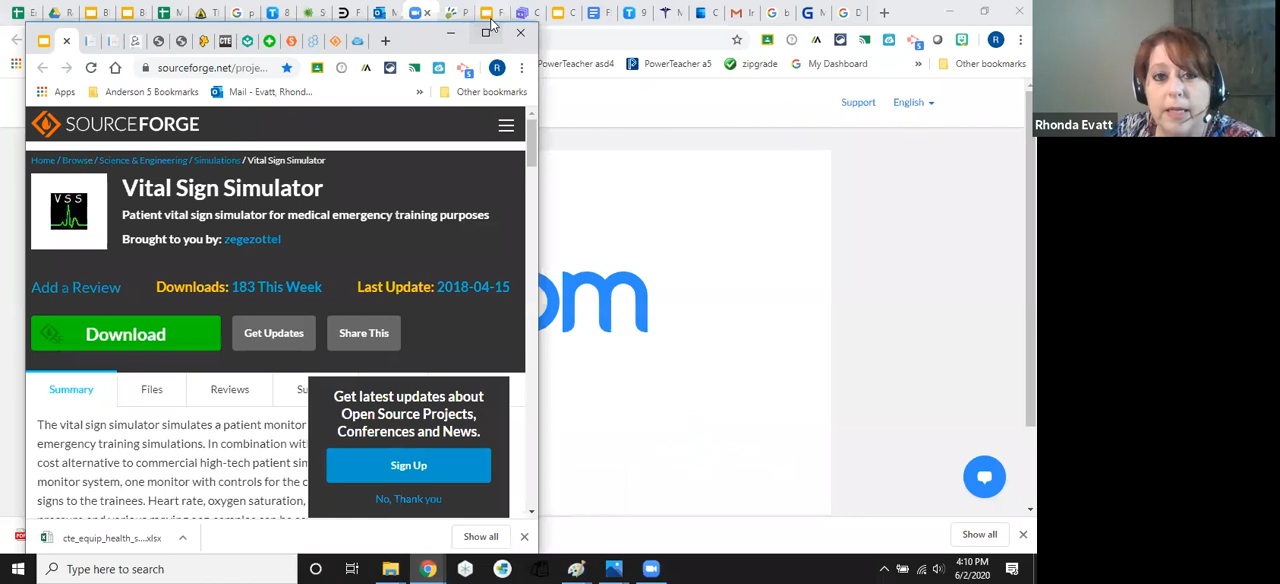 sourceforge.net/proje...
Apps
Anderson 5 Bookmarks
Mail - Evatt, Rhond...
»
Other bookmarks
PowerTeacher asd4
PowerTeacher a5
zipgrade
My Dashboard
»
Other bookmarks
Support
English
Rhonda Evatt
SOURCEFORGE
Home / Browse / Science & Engineering / Simulations / Vital Sign Simulator
VSS
Vital Sign Simulator
Patient vital sign simulator for medical emergency training purposes
Brought to you by: zegezottel
Add a Review
Downloads: 183 This Week
Last Update: 2018-04-15
Download
Get Updates
Share This
Summary
Files
Reviews
Su
The vital sign simulator simulates a patient monitor
emergency training simulations. In combination wit
cost alternative to commercial high-tech patient sin
monitor system, one monitor with controls for the c
signs to the trainees. Heart rate, oxygen saturation,
Get latest updates about
Open Source Projects,
Conferences and News.
Sign Up
No, Thank you
om
cte_equip_health_s....xlsx
Show all
Show all
Type here to search
4:10 PM
6/2/2020